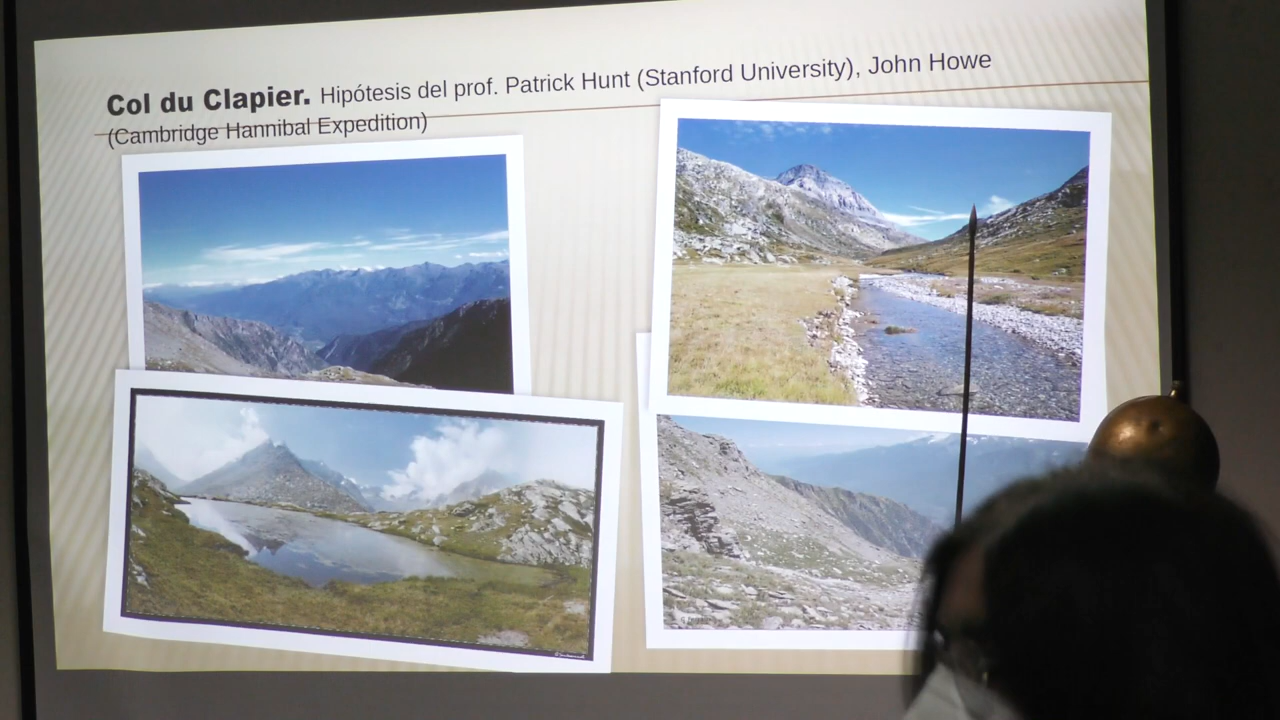 Col du Clapier. Hipótesis del prof. Patrick Hunt (Stanford University), John Howe
(Cambridge Hannibal Expedition)